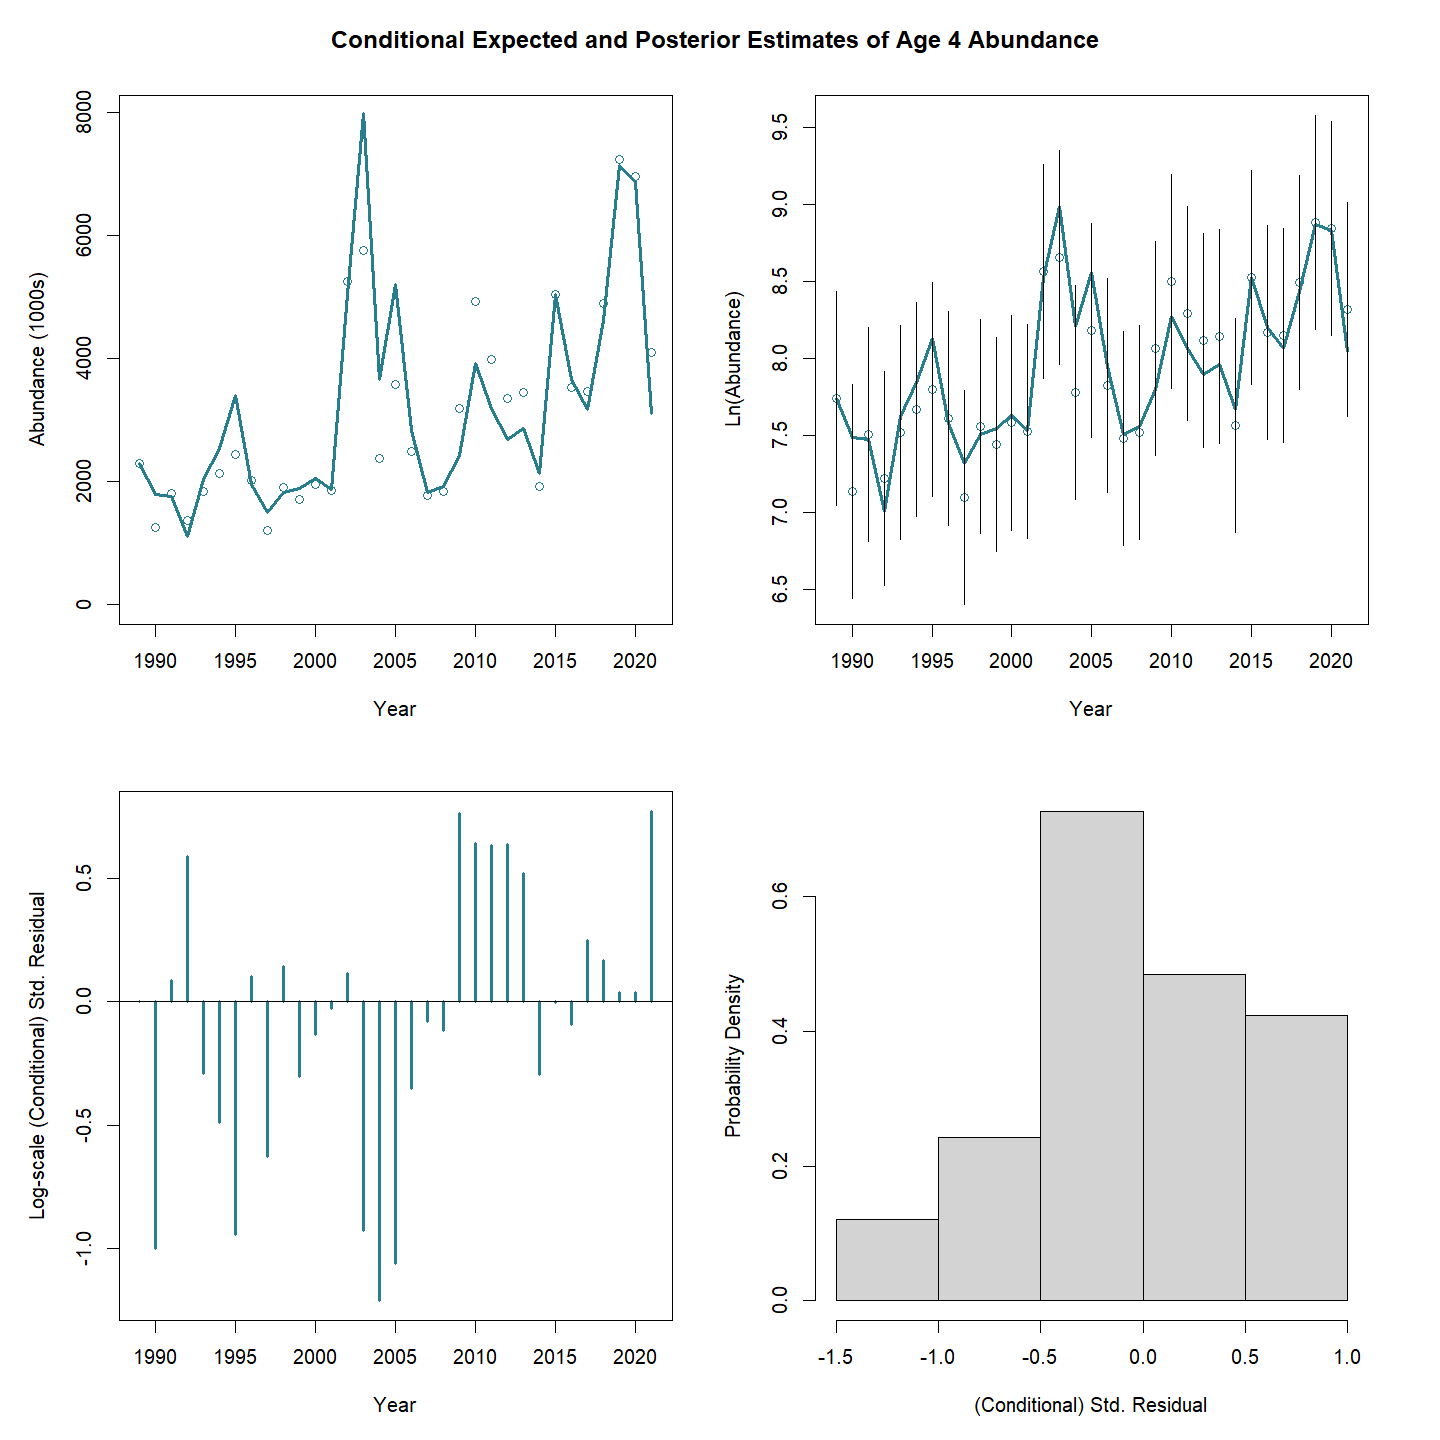 Conditional Expected and Posterior Estimates of Age 4 Abundance
Abundance (1000s)
8000
6000
4000
2000
0
1990 1995 2000 2005 2010 2015 2020
Year
Ln(Abundance)
9.5
9.0
8.5
8.0
7.5
7.0
6.5
1990 1995 2000 2005 2010 2015 2020
Year
Log-scale (Conditional) Std. Residual
0.5
0.0
-0.5
-1.0
1990 1995 2000 2005 2010 2015 2020
Year
Probability Density
0.6
0.4
0.2
0.0
-1.5 -1.0 -0.5 0.0 0.5 1.0
(Conditional) Std. Residual